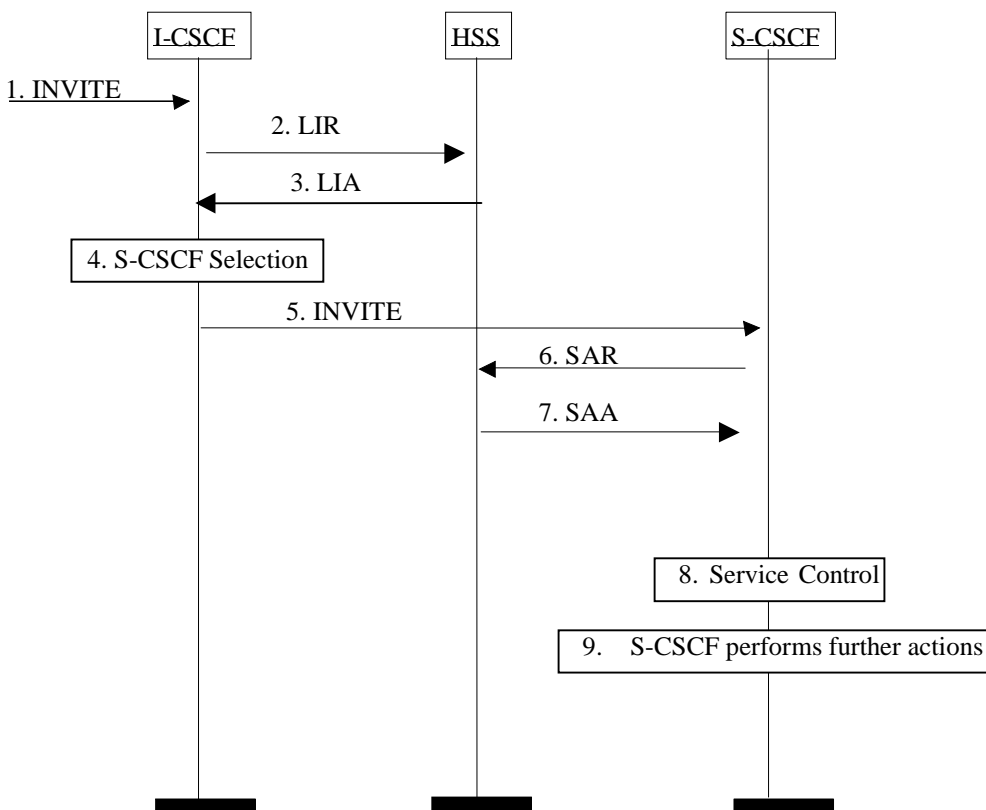 I-CSCF
HSS
S-CSCF
1. INVITE
2. LIR
3. LIA
4. S-CSCF Selection
5. INVITE
6. SAR
7. SAA
8. Service Control
9. S-CSCF performs further actions